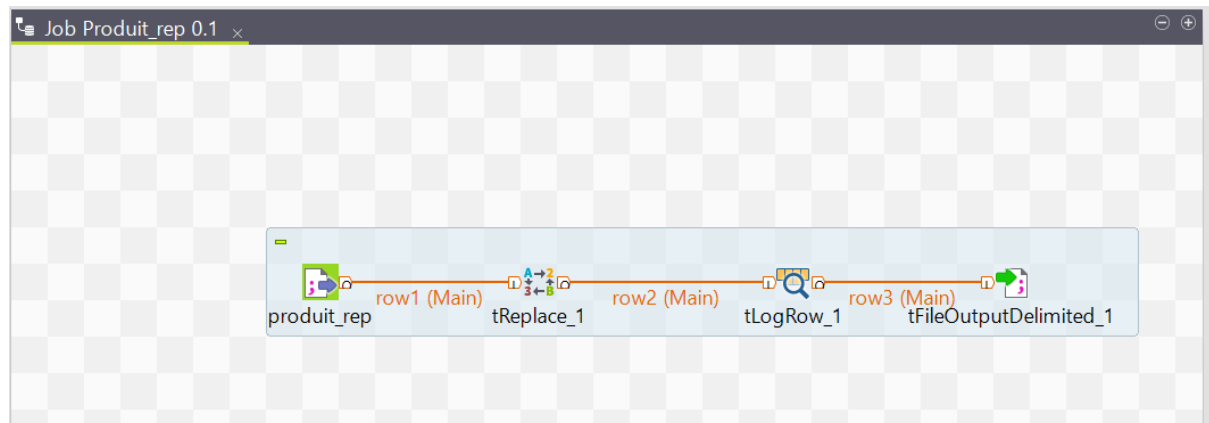 Job Produit_rep 0.1
row1 (Main)
row2 (Main)
row3 (Main)
produit_rep
tReplace_1
tLogRow_1
tFileOutputDelimited_1